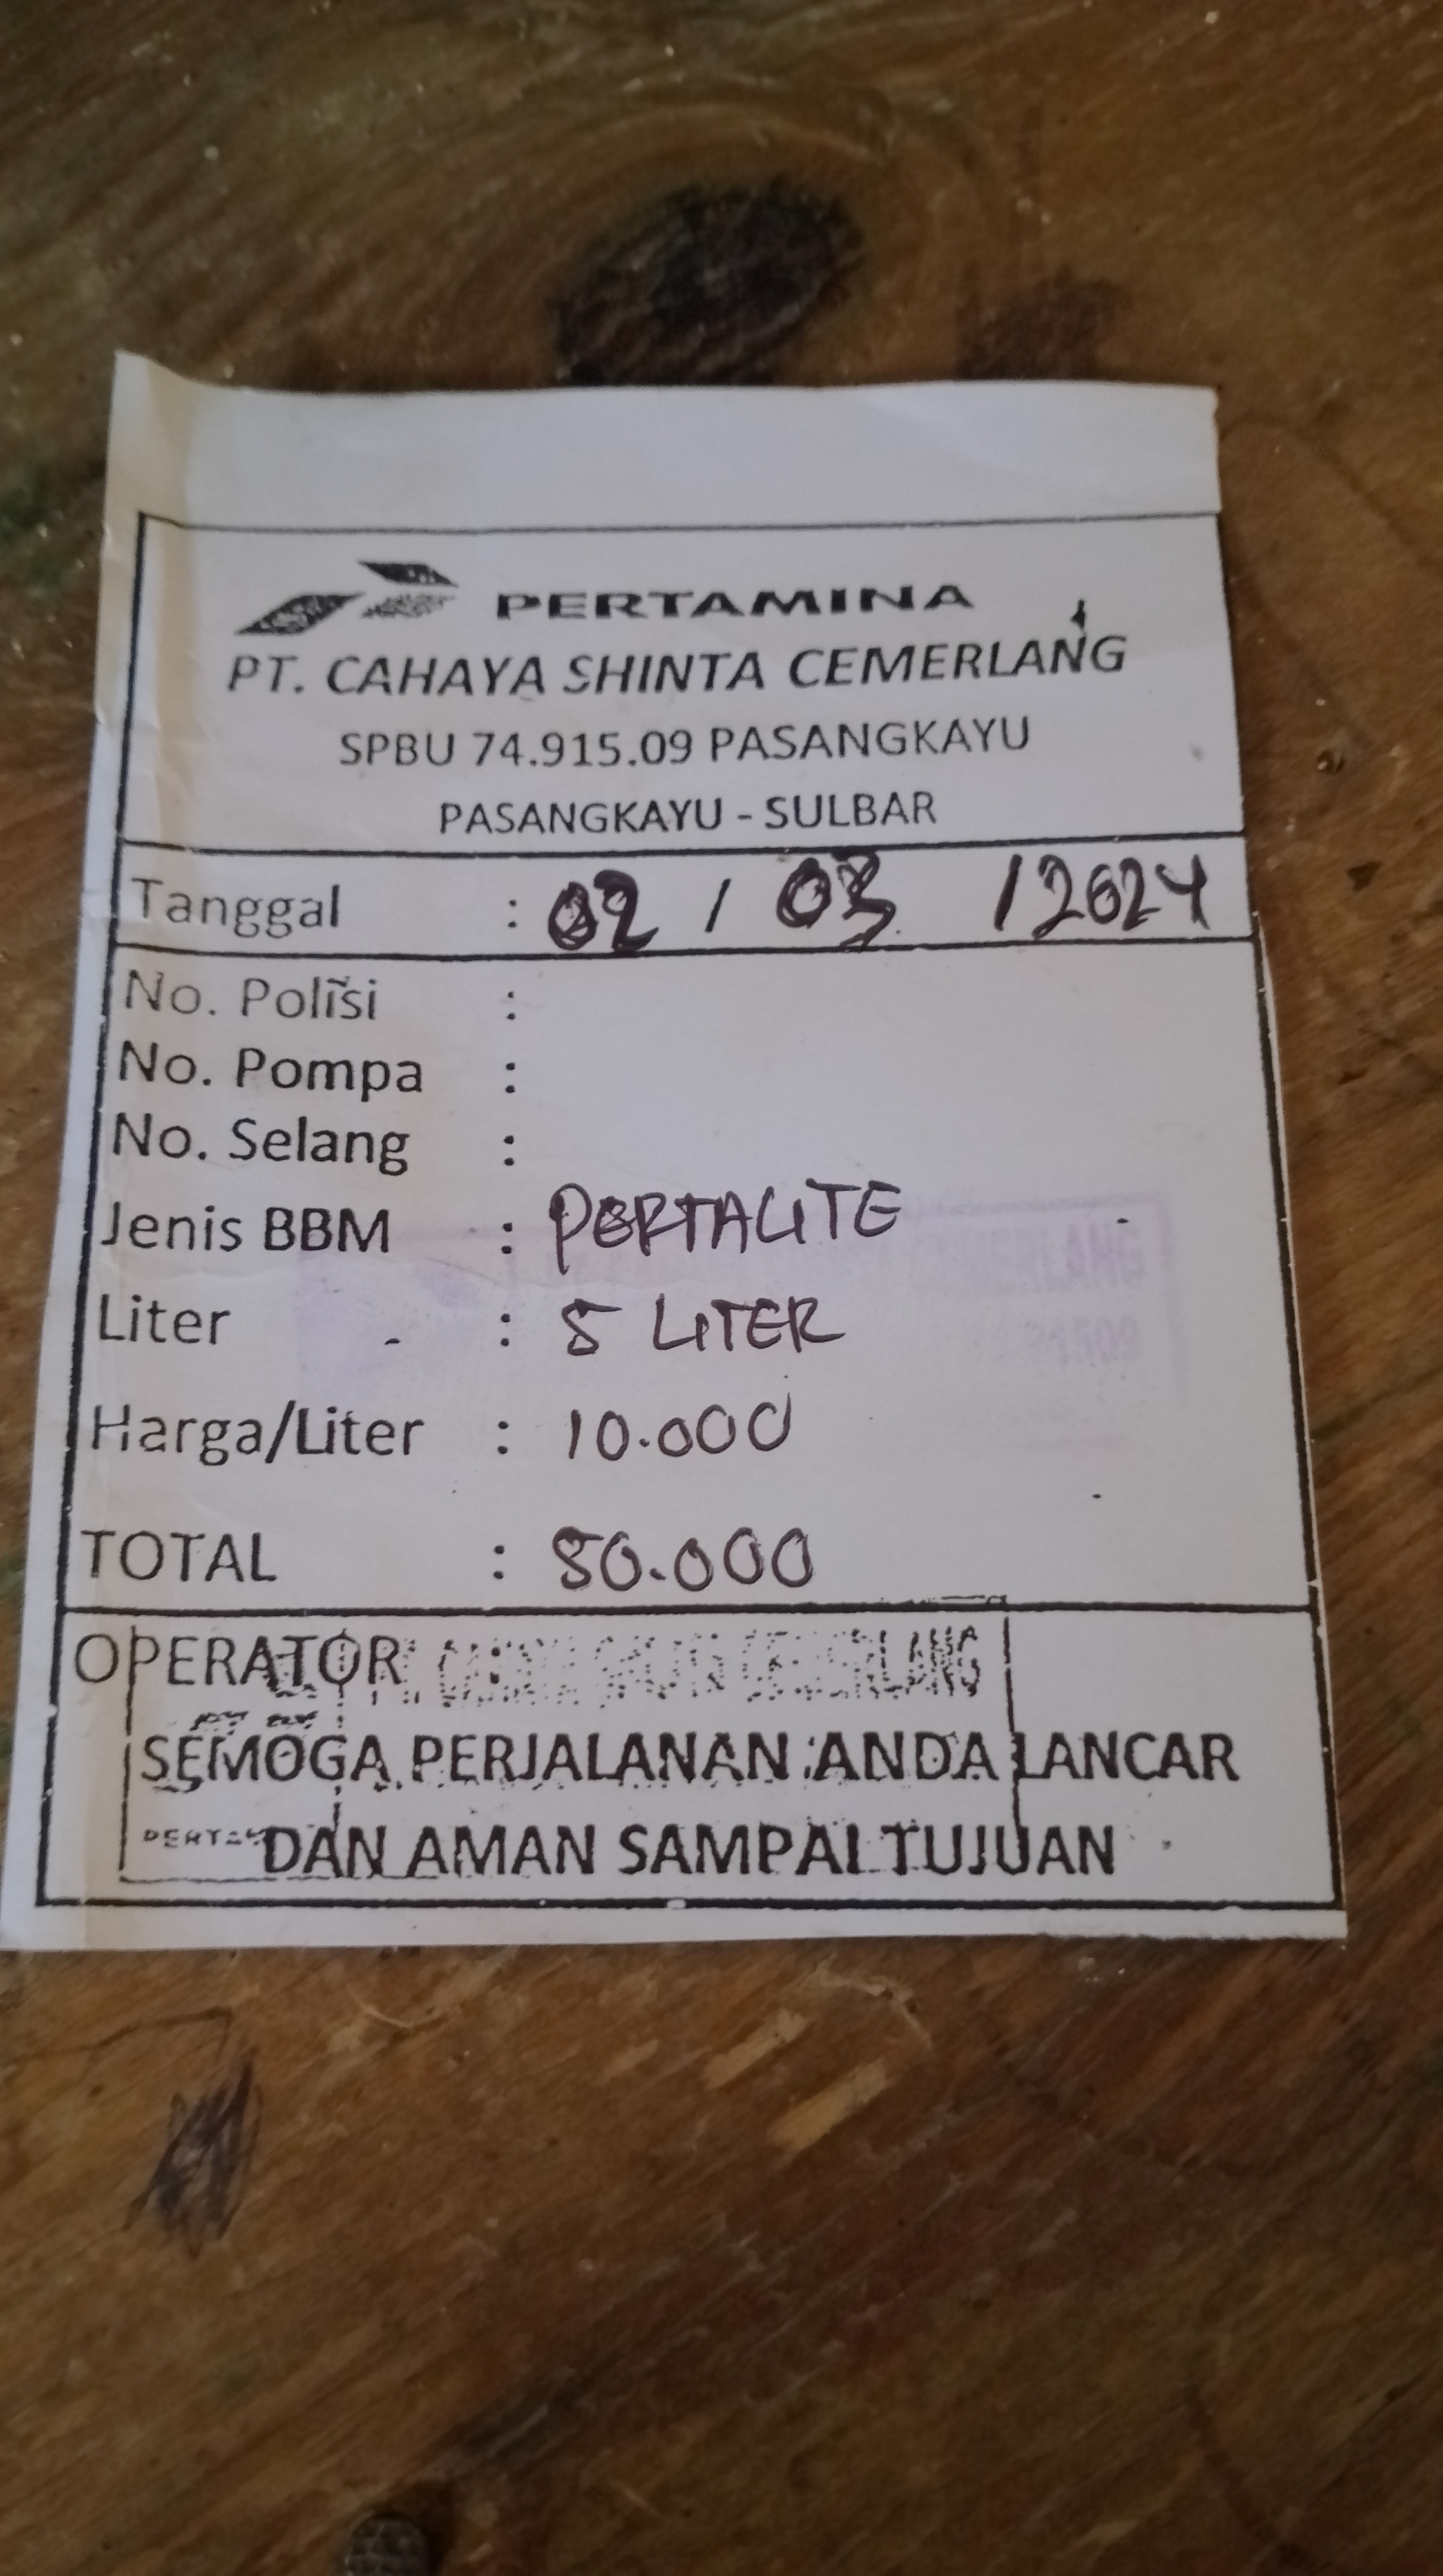 PERTAMINA
PT. CAHAYA SHINTA CEMERLANG
SPBU 74.915.09 PASANGKAYU
PASANGKAYU - SULBAR
Tanggal : 02 / 03 / 2024
No. Polisi :
No. Pompa :
No. Selang :
Jenis BBM : PERTALITE
Liter : 5 LITER
Harga/Liter : 10.000
TOTAL : 50.000
OPERATOR
SEMOGA PERJALANAN ANDA LANCAR
DAN AMAN SAMPAI TUJUAN